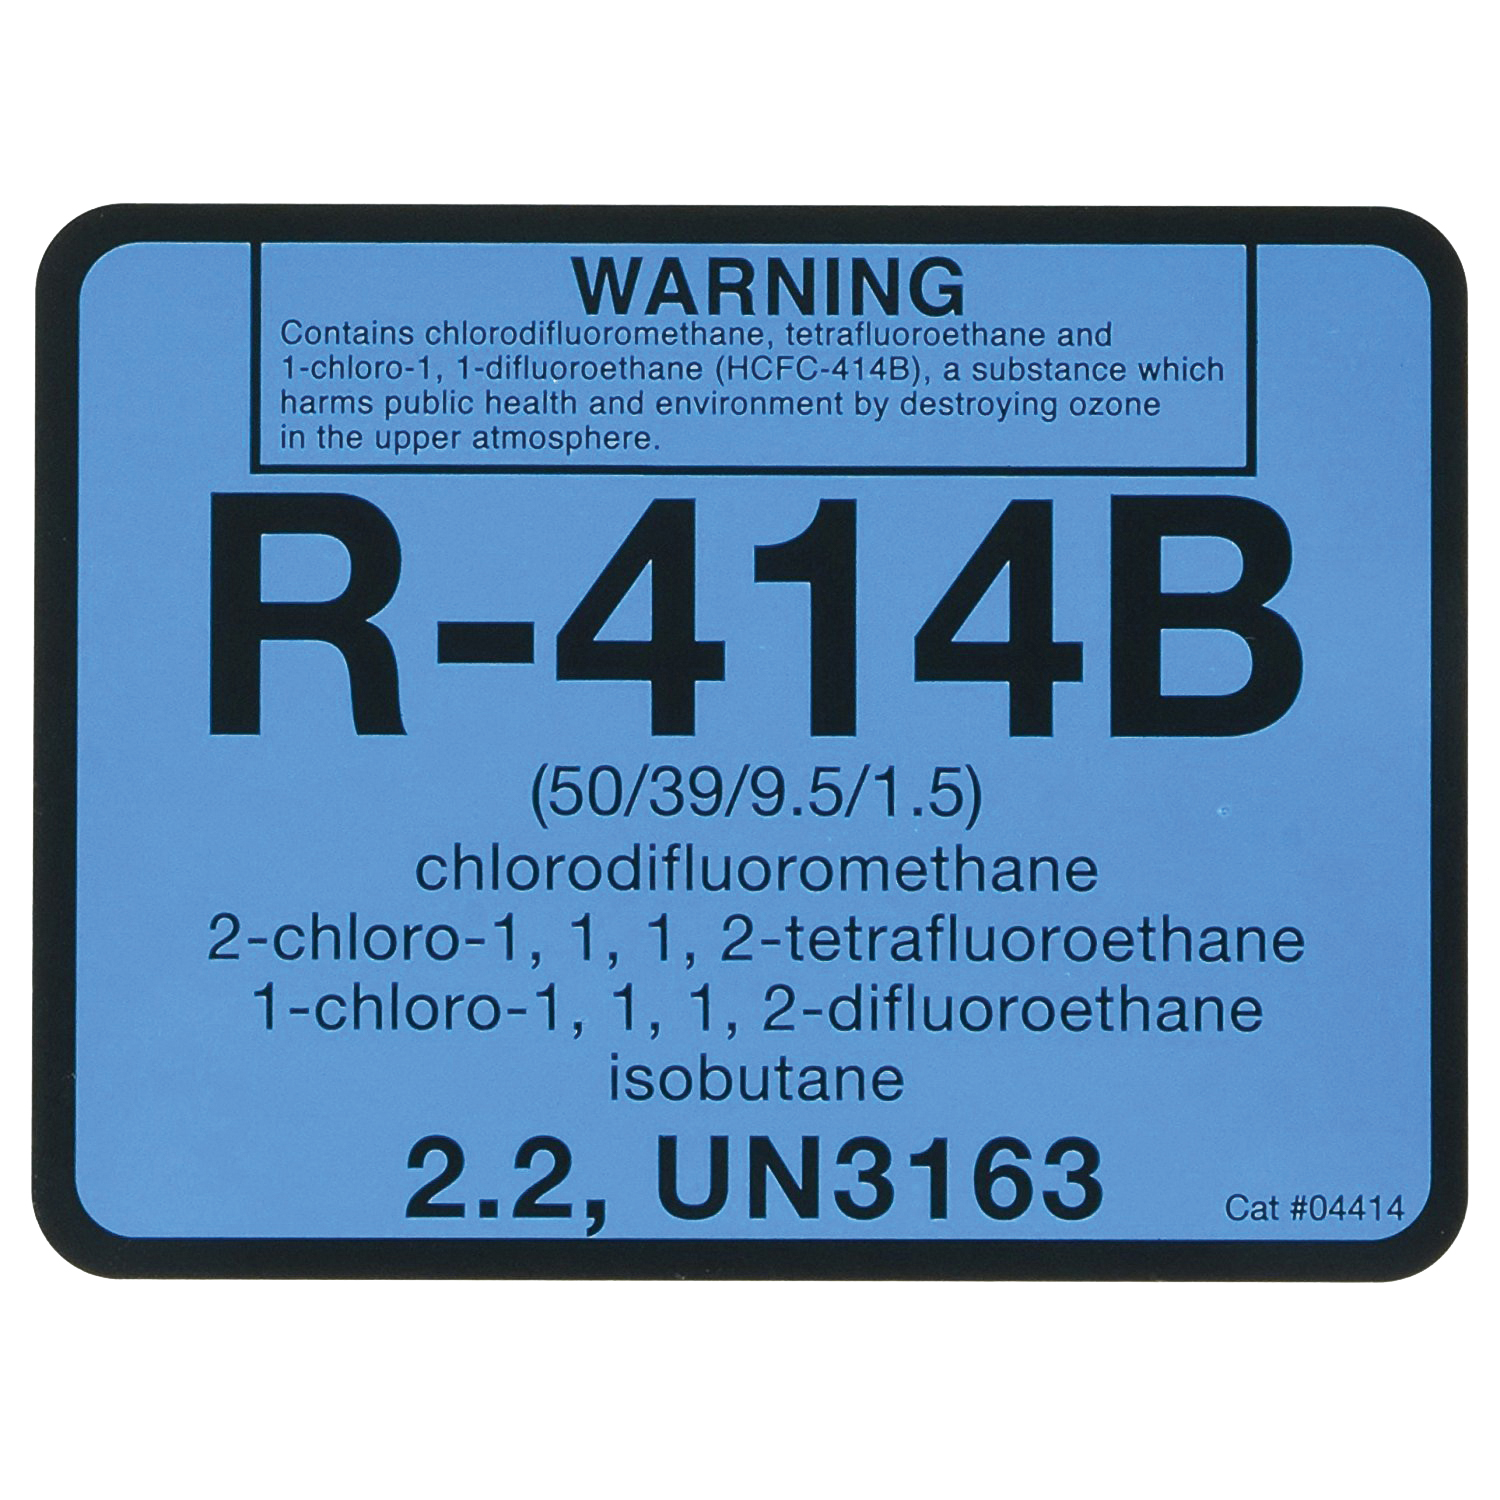 WARNING
Contains chlorodifluoromethane, tetrafluoroethane and
1-chloro-1, 1-difluoroethane (HCFC-414B), a substance which
harms public health and environment by destroying ozone
in the upper atmosphere.
R-414B
(50/39/9.5/1.5)
chlorodifluoromethane
2-chloro-1, 1, 1, 2-tetrafluoroethane
1-chloro-1, 1, 1, 2-difluoroethane
isobutane
2.2, UN3163
Cat #04414